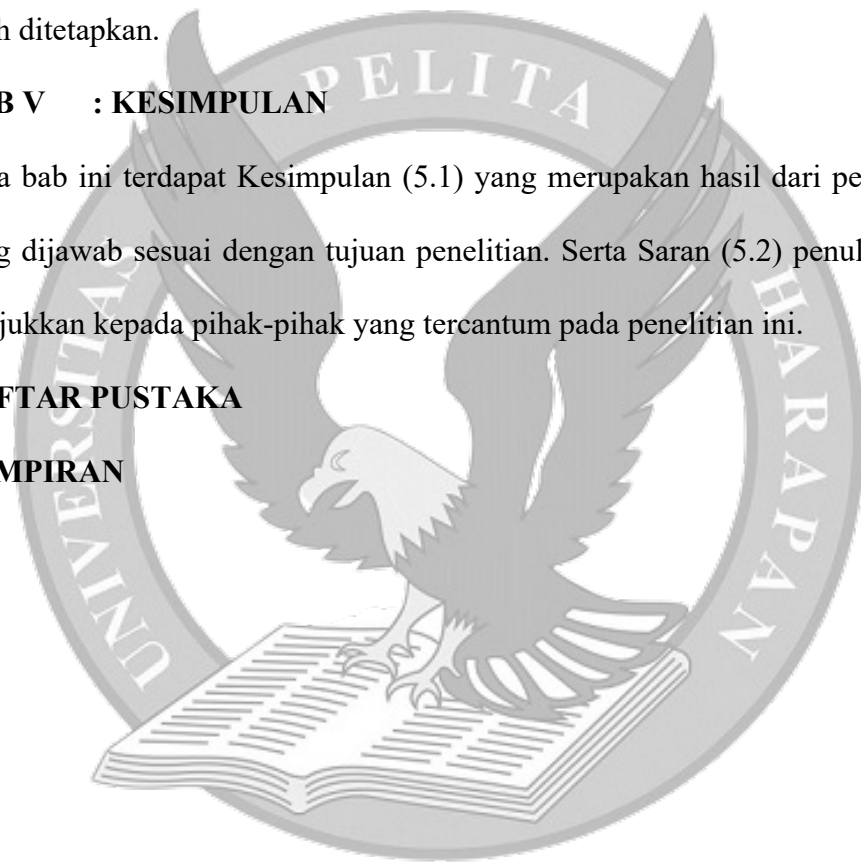 h ditetapkan.
B V : KESIMPULAN
a bab ini terdapat Kesimpulan (5.1) yang merupakan hasil dari pe
g dijawab sesuai dengan tujuan penelitian. Serta Saran (5.2) penul
jukkan kepada pihak-pihak yang tercantum pada penelitian ini.
FTAR PUSTAKA
MPIRAN
UNIVERSITAS PELITA HARAPAN